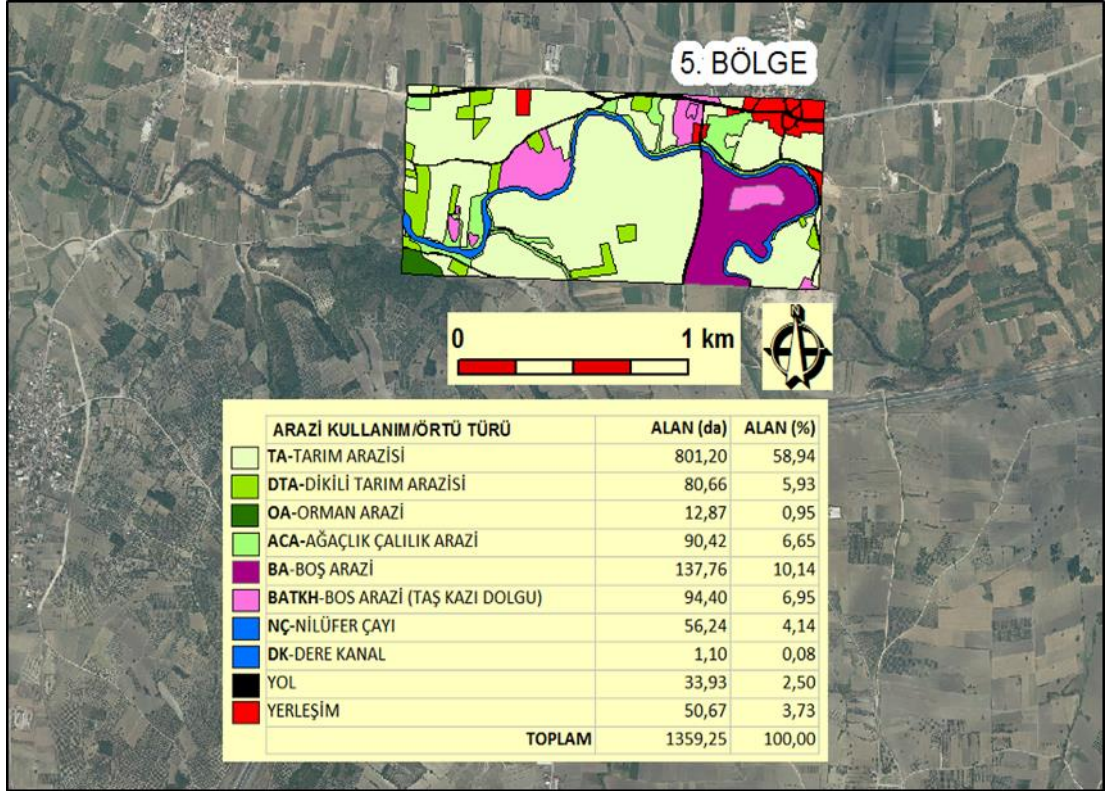 5. BÖLGE
0 1 km
N
ARAZİ KULLANIM/ÖRTÜ TÜRÜ ALAN (da) ALAN (%)
TA-TARIM ARAZİSİ 801,20 58,94
DTA-DİKİLİ TARIM ARAZİSİ 80,66 5,93
OA-ORMAN ARAZİ 12,87 0,95
ACA-AĞAÇLIK ÇALILIK ARAZİ 90,42 6,65
BA-BOŞ ARAZİ 137,76 10,14
BATKH-BOS ARAZİ (TAŞ KAZI DOLGU) 94,40 6,95
NÇ-NİLÜFER ÇAYI 56,24 4,14
DK-DERE KANAL 1,10 0,08
YOL 33,93 2,50
YERLEŞİM 50,67 3,73
TOPLAM 1359,25 100,00